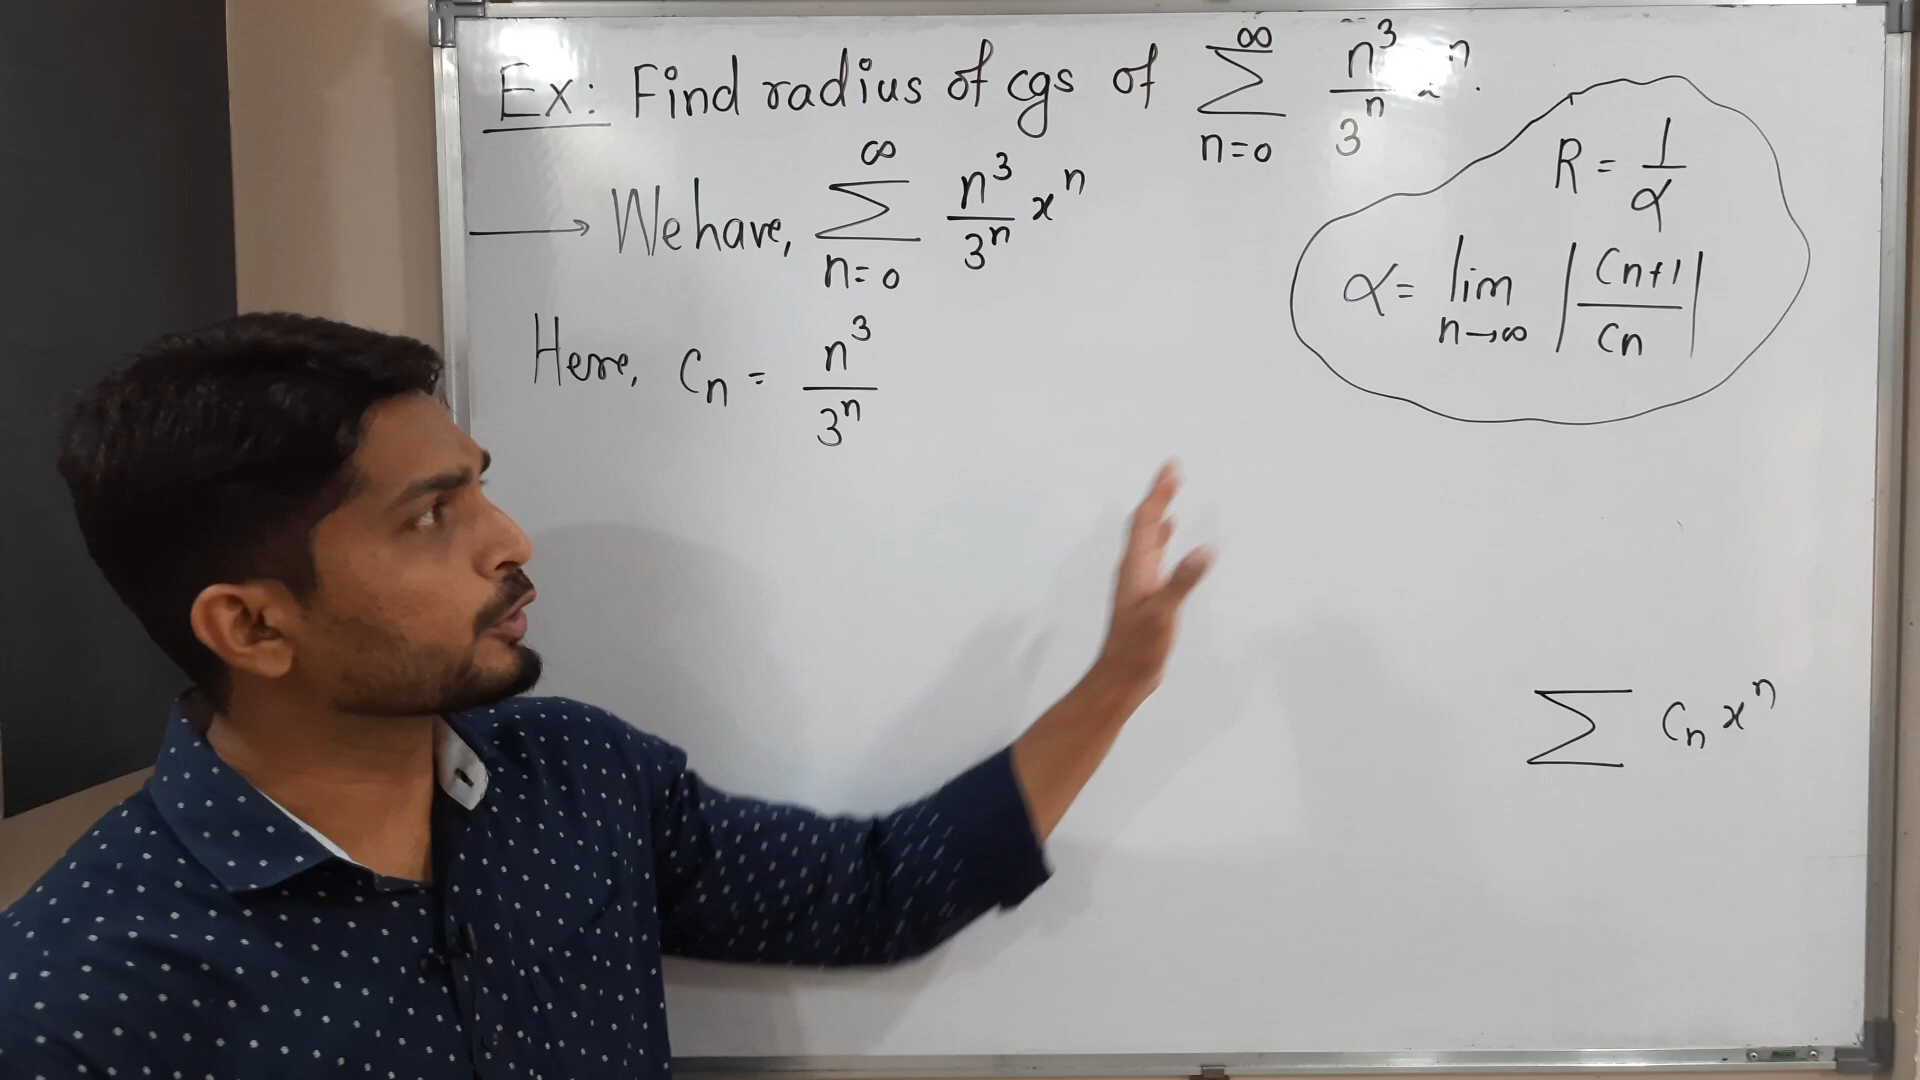 Ex: Find radius of cgs of ∑_{n=0}^{∞} n³/3ⁿ xⁿ.
→ We have, ∑_{n=0}^{∞} n³/3ⁿ xⁿ
Here, Cn = n³/3ⁿ
R = 1/α
α = lim_{n→∞} |Cn+1/Cn|
∑ Cn xⁿ